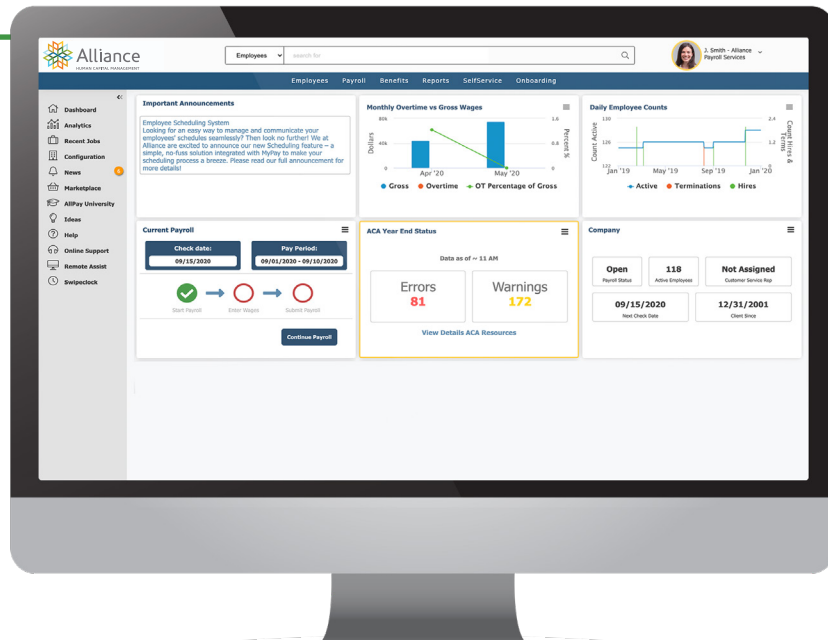 Alliance
HUMAN CAPITAL MANAGEMENT
Employees
search for
J. Smith - Alliance
Payroll Services
Employees Payroll Benefits Reports SelfService Onboarding
Dashboard
Analytics
Recent Jobs
Configuration
News
6
Marketplace
AllPay University
Ideas
Help
Online Support
Remote Assist
Swipeclock
Important Announcements
Employee Scheduling System
Looking for an easy way to manage and communicate your
employees' schedules seamlessly? Then look no further! We at
Alliance are excited to announce our new Scheduling feature – a
simple, no-fuss solution integrated with MyPay to make your
scheduling process a breeze. Please read our full announcement for
more details!
Monthly Overtime vs Gross Wages
80k
40k
0
Dollars
1.6
0.8
0
Percent %
Apr '20 May '20
Gross Overtime OT Percentage of Gross
Daily Employee Counts
130
126
122
Count Active
2.4
1.2
0
Count Hires &
Terms
Jan '19 May '19 Sep '19 Jan '20
Active Terminations Hires
Current Payroll
Check date:
09/15/2020
Pay Period:
09/01/2020 - 09/10/2020
Start Payroll Enter Wages Submit Payroll
Continue Payroll
ACA Year End Status
Data as of ~ 11 AM
Errors
81
Warnings
172
View Details ACA Resources
Company
Open
Payroll Status
118
Active Employees
Not Assigned
Customer Service Rep
09/15/2020
Next Check Date
12/31/2001
Client Since